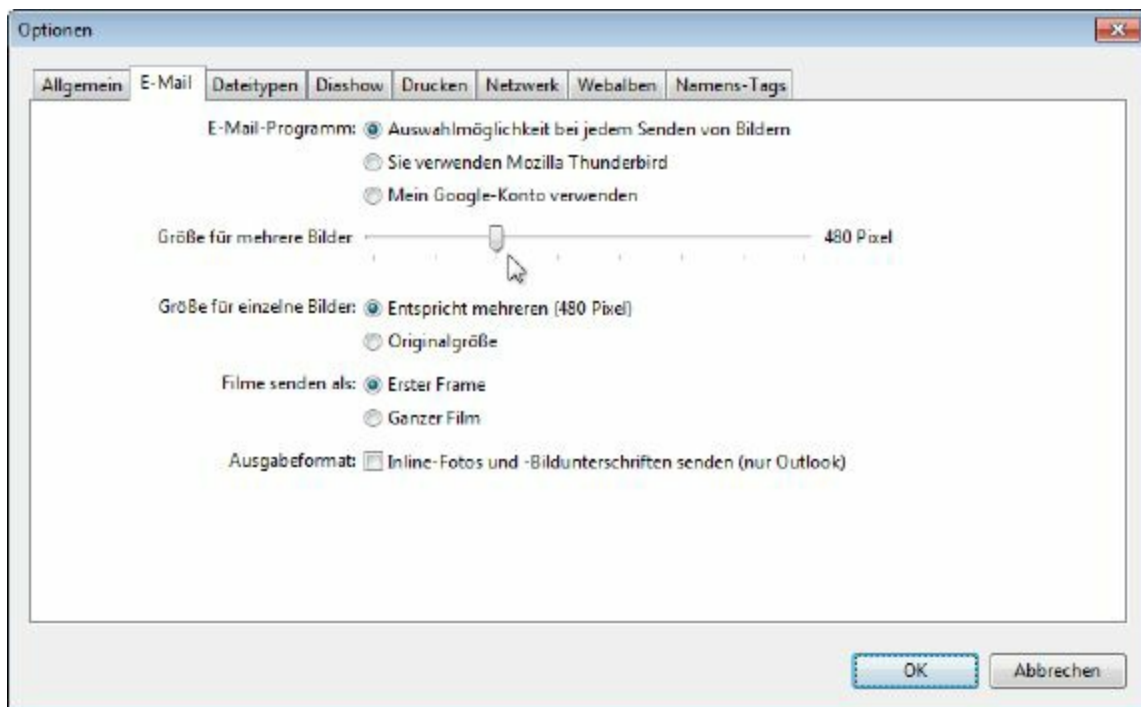 Optionen
Allgemein E-Mail Dateitypen Diashow Drucken Netzwerk Webalben Namens-Tags
E-Mail-Programm: Auswahlmöglichkeit bei jedem Senden von Bildern
Sie verwenden Mozilla Thunderbird
Mein Google-Konto verwenden
Größe für mehrere Bilder 480 Pixel
Größe für einzelne Bilder: Entspricht mehreren (480 Pixel)
Originalgröße
Filme senden als: Erster Frame
Ganzer Film
Ausgabeformat: Inline-Fotos und -Bildunterschriften senden (nur Outlook)
OK Abbrechen